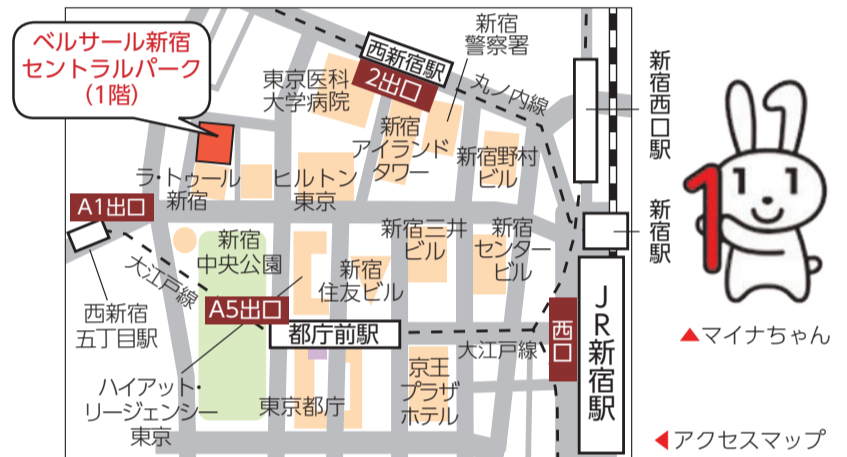 ベルサール新宿
セントラルパーク
(1階)
西新宿駅
2出口
新宿
警察署
丸ノ内線
東京医科
大学病院
新宿
アイランド
タワー
新宿野村
ビル
新宿西口駅
ラ・トゥール
新宿
ヒルトン
東京
A1出口
新宿駅
新宿
中央公園
新宿三井
ビル
新宿
センター
ビル
大江戸線
新宿
住友ビル
西新宿
五丁目駅
A5出口
都庁前駅
大江戸線
西口
JR新宿駅
ハイアット・
リージェンシー
東京
東京都庁
京王
プラザ
ホテル
1
1 1
▲マイナちゃん
◀アクセスマップ